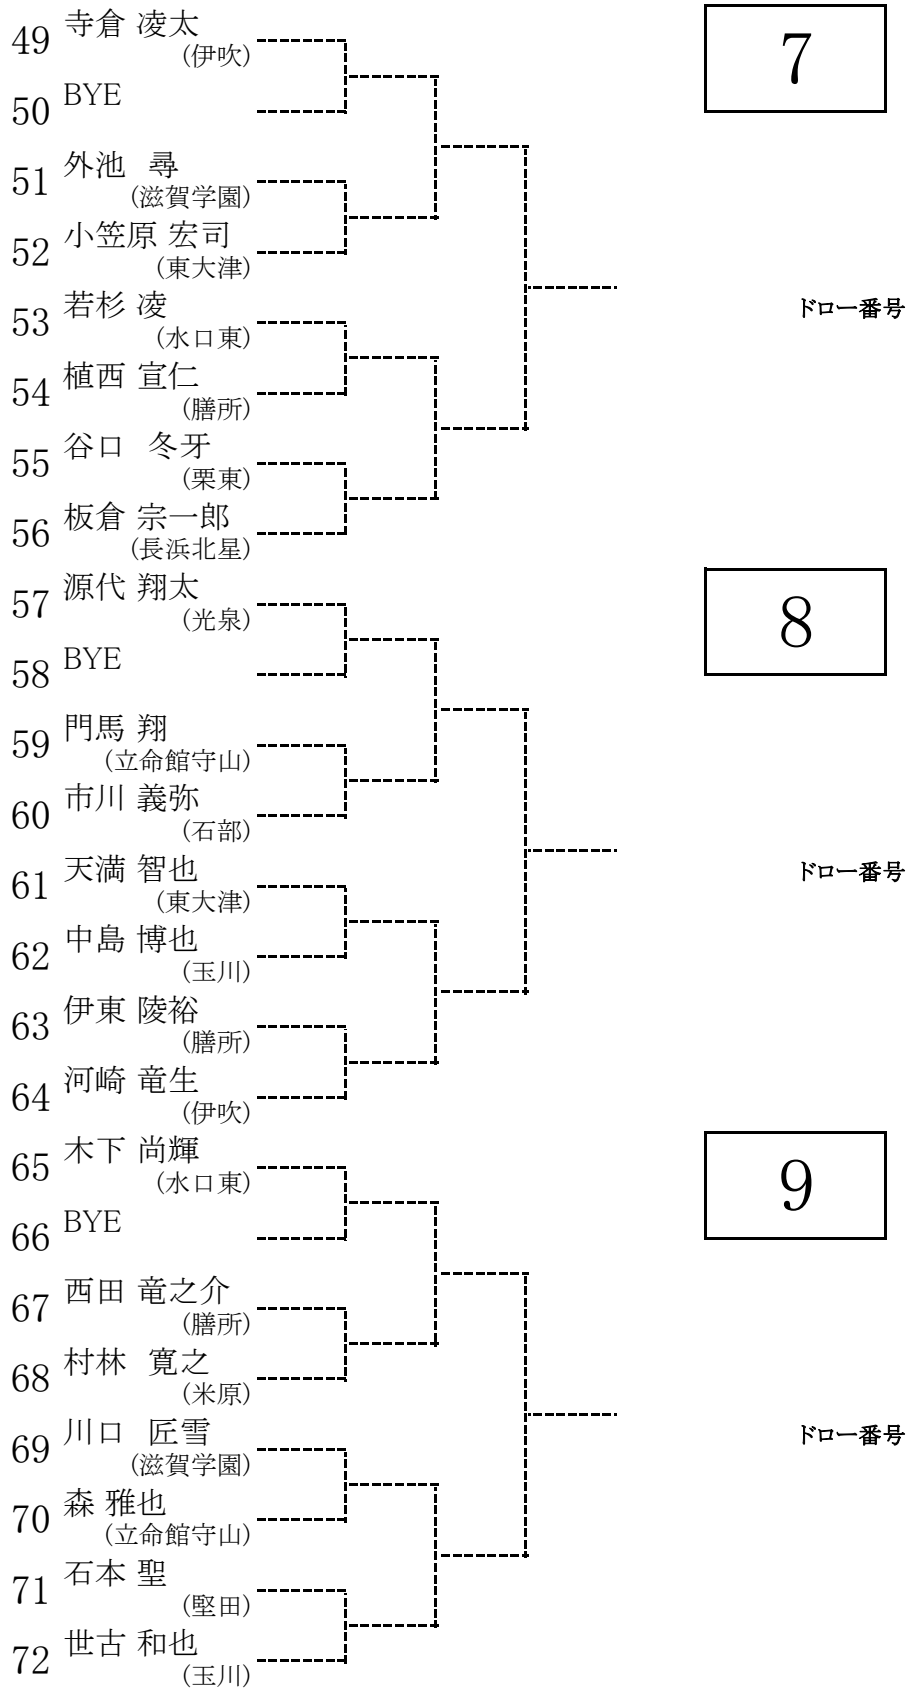 49 寺倉 凌太
(伊吹)
7
50 BYE
51 外池 尋
(滋賀学園)
52 小笠原 宏司
(東大津)
53 若杉 凌
(水口東)
ドロー番号
54 植西 宣仁
(膳所)
55 谷口 冬牙
(栗東)
56 板倉 宗一郎
(長浜北星)
57 源代 翔太
(光泉)
8
58 BYE
59 門馬 翔
(立命館守山)
60 市川 義弥
(石部)
61 天満 智也
(東大津)
ドロー番号
62 中島 博也
(玉川)
63 伊東 陵裕
(膳所)
64 河崎 竜生
(伊吹)
65 木下 尚輝
(水口東)
9
66 BYE
67 西田 竜之介
(膳所)
68 村林 寛之
(米原)
69 川口 匠雪
(滋賀学園)
ドロー番号
70 森 雅也
(立命館守山)
71 石本 聖
(堅田)
72 世古 和也
(玉川)